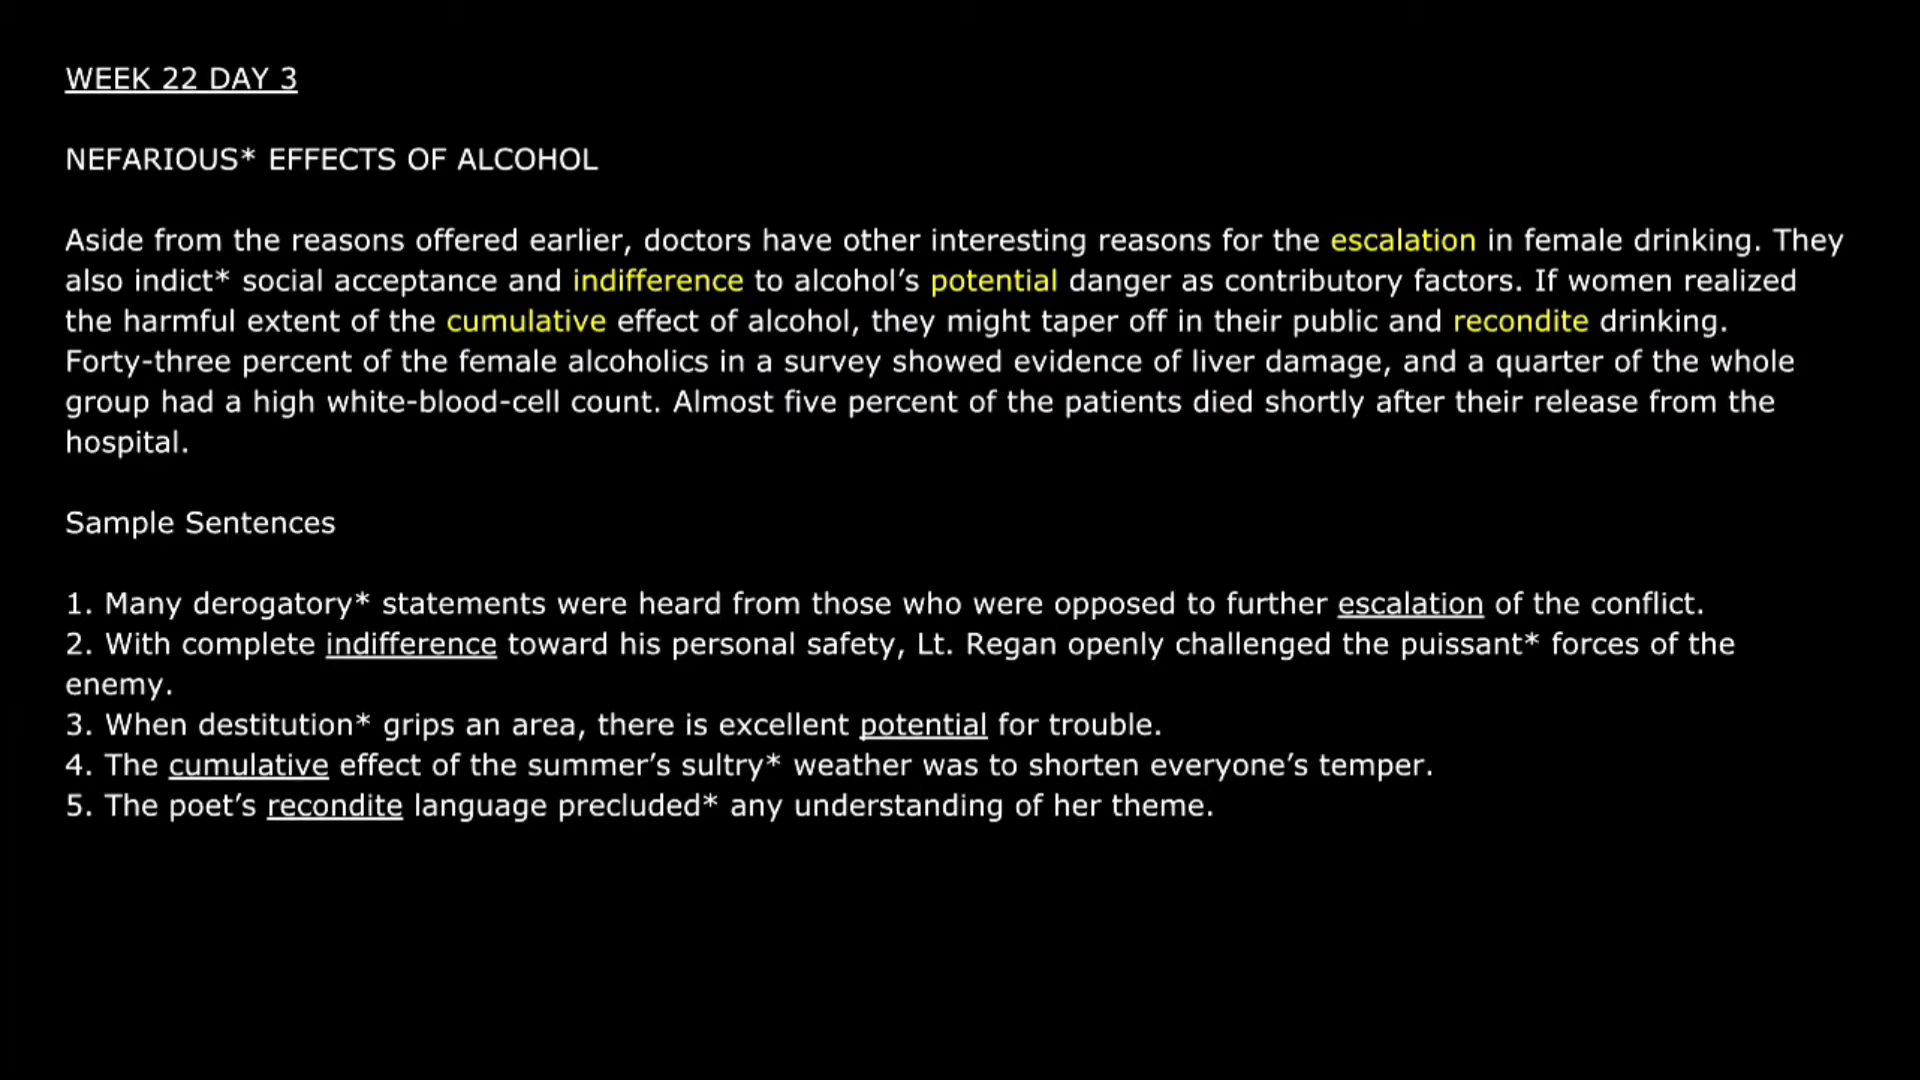 WEEK 22 DAY 3
NEFARIOUS* EFFECTS OF ALCOHOL
Aside from the reasons offered earlier, doctors have other interesting reasons for the escalation in female drinking. They
also indict* social acceptance and indifference to alcohol’s potential danger as contributory factors. If women realized
the harmful extent of the cumulative effect of alcohol, they might taper off in their public and recondite drinking.
Forty-three percent of the female alcoholics in a survey showed evidence of liver damage, and a quarter of the whole
group had a high white-blood-cell count. Almost five percent of the patients died shortly after their release from the
hospital.
Sample Sentences
1. Many derogatory* statements were heard from those who were opposed to further escalation of the conflict.
2. With complete indifference toward his personal safety, Lt. Regan openly challenged the puissant* forces of the
enemy.
3. When destitution* grips an area, there is excellent potential for trouble.
4. The cumulative effect of the summer’s sultry* weather was to shorten everyone’s temper.
5. The poet’s recondite language precluded* any understanding of her theme.